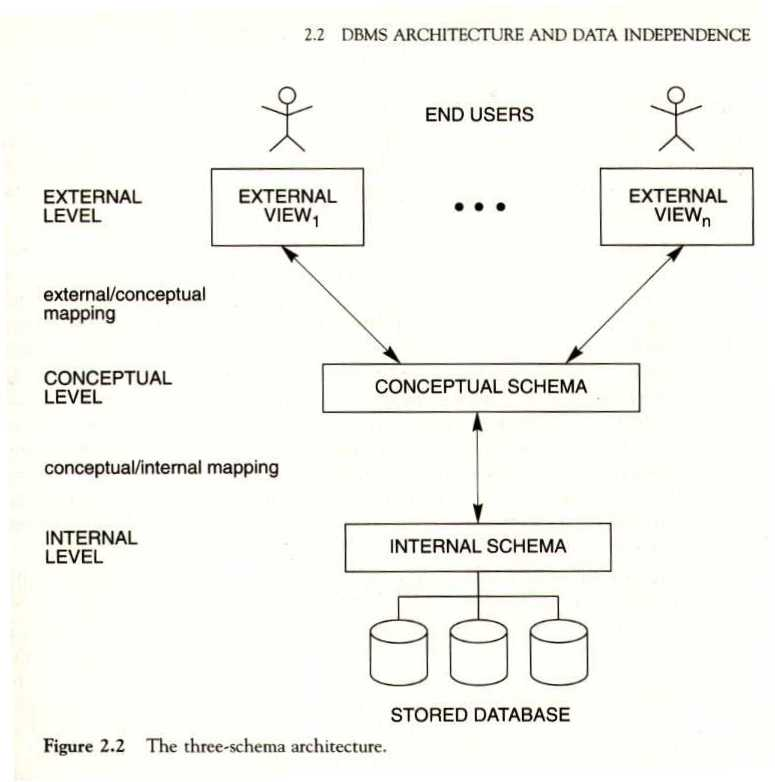 2.2 DBMS ARCHITECTURE AND DATA INDEPENDENCE
END USERS
EXTERNAL
LEVEL
EXTERNAL
VIEW1
• • •
EXTERNAL
VIEWn
external/conceptual
mapping
CONCEPTUAL
LEVEL
CONCEPTUAL SCHEMA
conceptual/internal mapping
INTERNAL
LEVEL
INTERNAL SCHEMA
STORED DATABASE
Figure 2.2 The three-schema architecture.